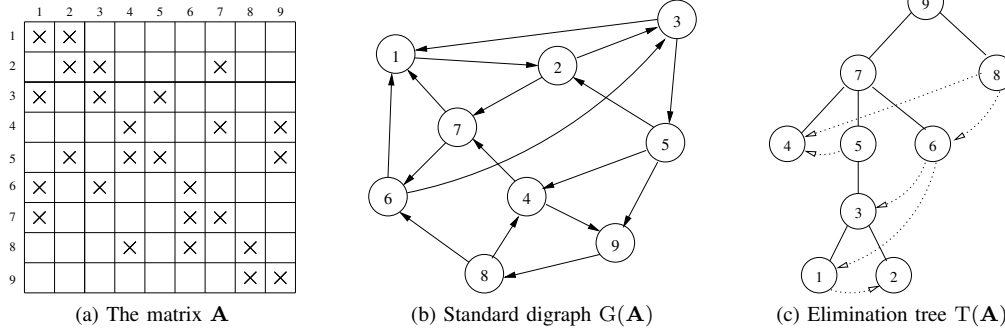 1 2 3 4 5 6 7 8 9
1 × ×
2 × × ×
3 × × ×
4 × × ×
5 × × × ×
6 × × ×
7 × × ×
8 × × ×
9 × ×
3
1
2
7
5
6
4
9
8
9
7
8
4 5 6
3
1 2
(a) The matrix A
(b) Standard digraph G(A)
(c) Elimination tree T(A)